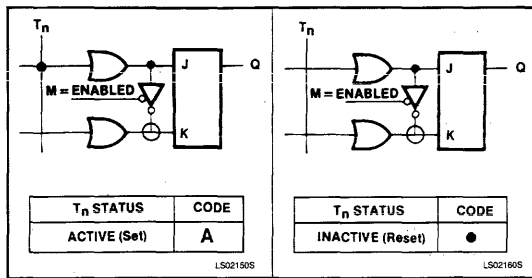 Tn
J
Q
M = ENABLED
K
Tn STATUS CODE
ACTIVE (Set) A
LS02150S
Tn
J
Q
M = ENABLED
K
Tn STATUS CODE
INACTIVE (Reset) ●
LS02160S